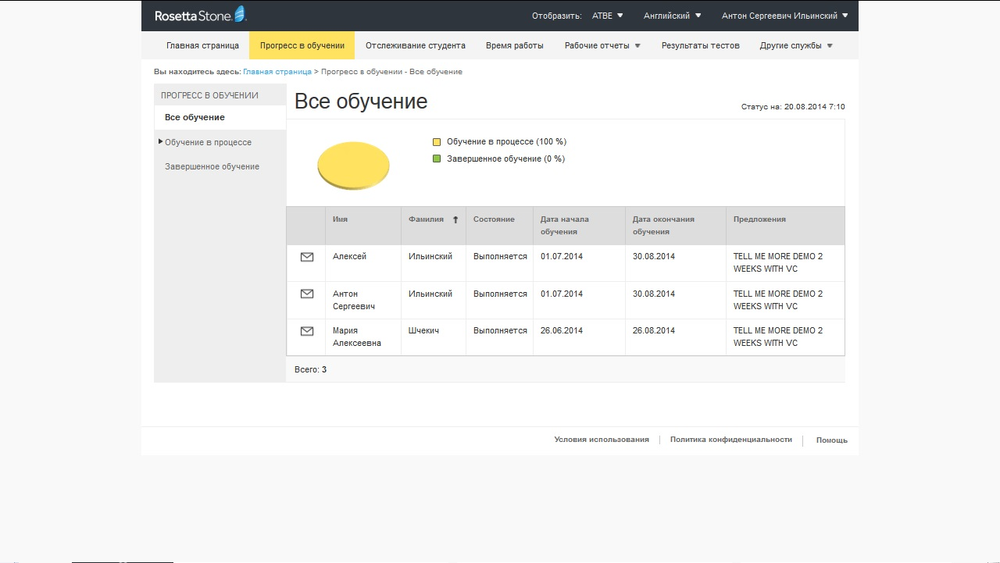 RosettaStone
Отобразить: ATBE Английский Антон Сергеевич Ильинский
Главная страница Прогресс в обучении Отслеживание студента Время работы Рабочие отчеты Результаты тестов Другие службы
Вы находитесь здесь: Главная страница > Прогресс в обучении - Все обучение
ПРОГРЕСС В ОБУЧЕНИИ
Все обучение
Обучение в процессе
Завершенное обучение
Все обучение
Статус на: 20.08.2014 7:10
Обучение в процессе (100 %)
Завершенное обучение (0 %)
Имя Фамилия Состояние Дата начала обучения Дата окончания обучения Предложения
Алексей Ильинский Выполняется 01.07.2014 30.08.2014 TELL ME MORE DEMO 2
WEEKS WITH VC
Антон Ильинский Выполняется 01.07.2014 30.08.2014 TELL ME MORE DEMO 2
Сергеевич WEEKS WITH VC
Мария Шчекич Выполняется 26.06.2014 26.08.2014 TELL ME MORE DEMO 2
Алексеевна WEEKS WITH VC
Всего: 3
Условия использования Политика конфиденциальности Помощь